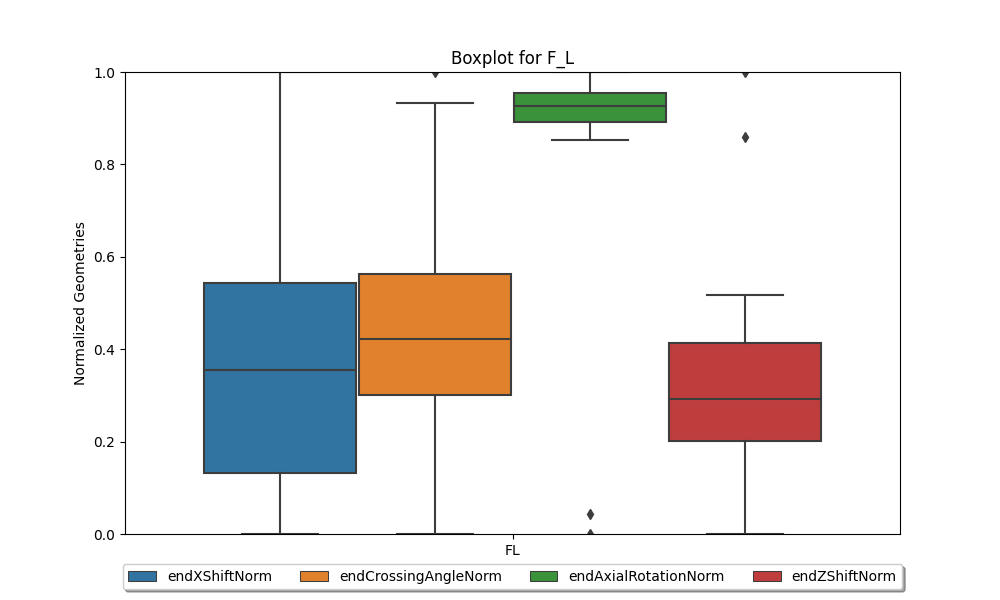 Boxplot for F_L
Normalized Geometries
1.0
0.8
0.6
0.4
0.2
0.0
FL
endXShiftNorm endCrossingAngleNorm endAxialRotationNorm endZShiftNorm